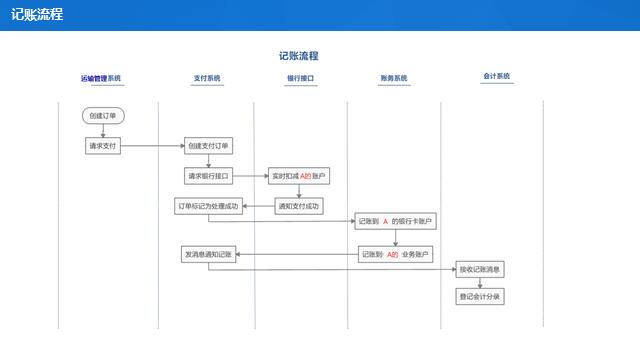 记账流程
记账流程
运输管理系统 支付系统 银行接口 账务系统 会计系统
创建订单
请求支付 创建支付订单
请求银行接口 实时扣减 A的 账户
订单标记为处理成功 通知支付成功
记账到 A 的银行卡账户
发消息通知记账 记账到 A的 业务账户
接收记账消息
登记会计分录